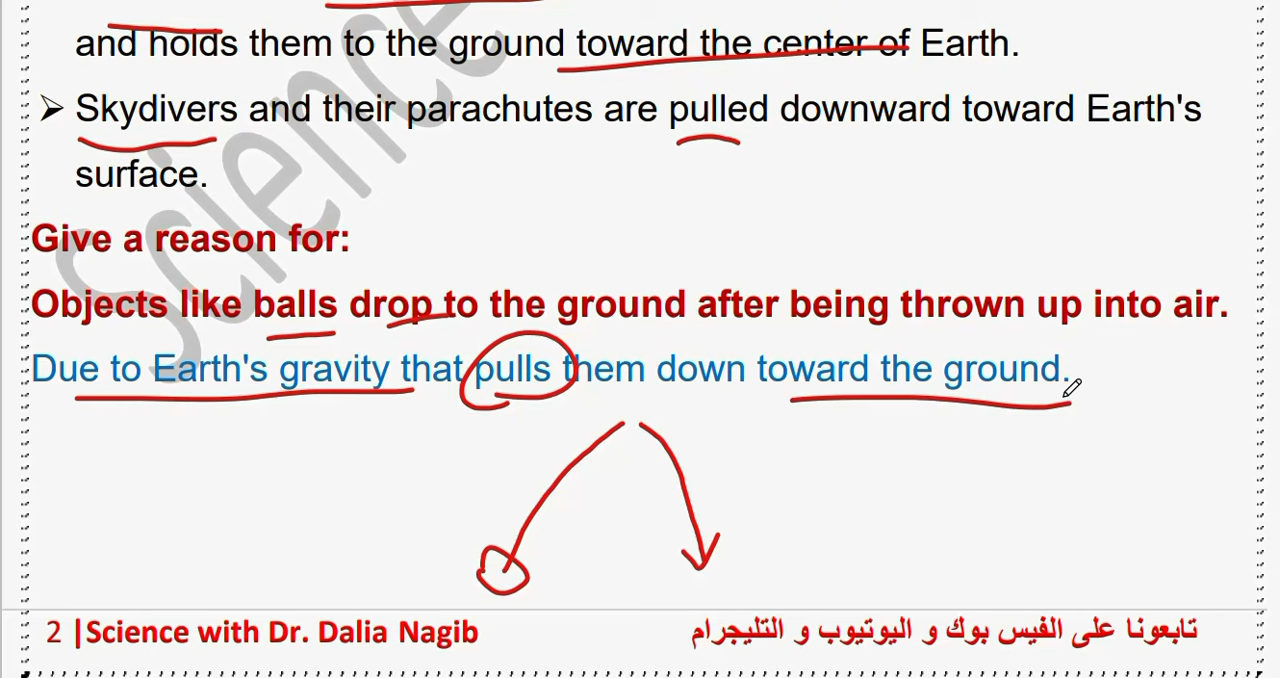 and holds them to the ground toward the center of Earth.
➢ Skydivers and their parachutes are pulled downward toward Earth's
surface.
Give a reason for:
Objects like balls drop to the ground after being thrown up into air.
Due to Earth's gravity that pulls them down toward the ground.
Science
2 |Science with Dr. Dalia Nagib
تابعونا على الفيس بوك و اليوتيوب و التليجرام